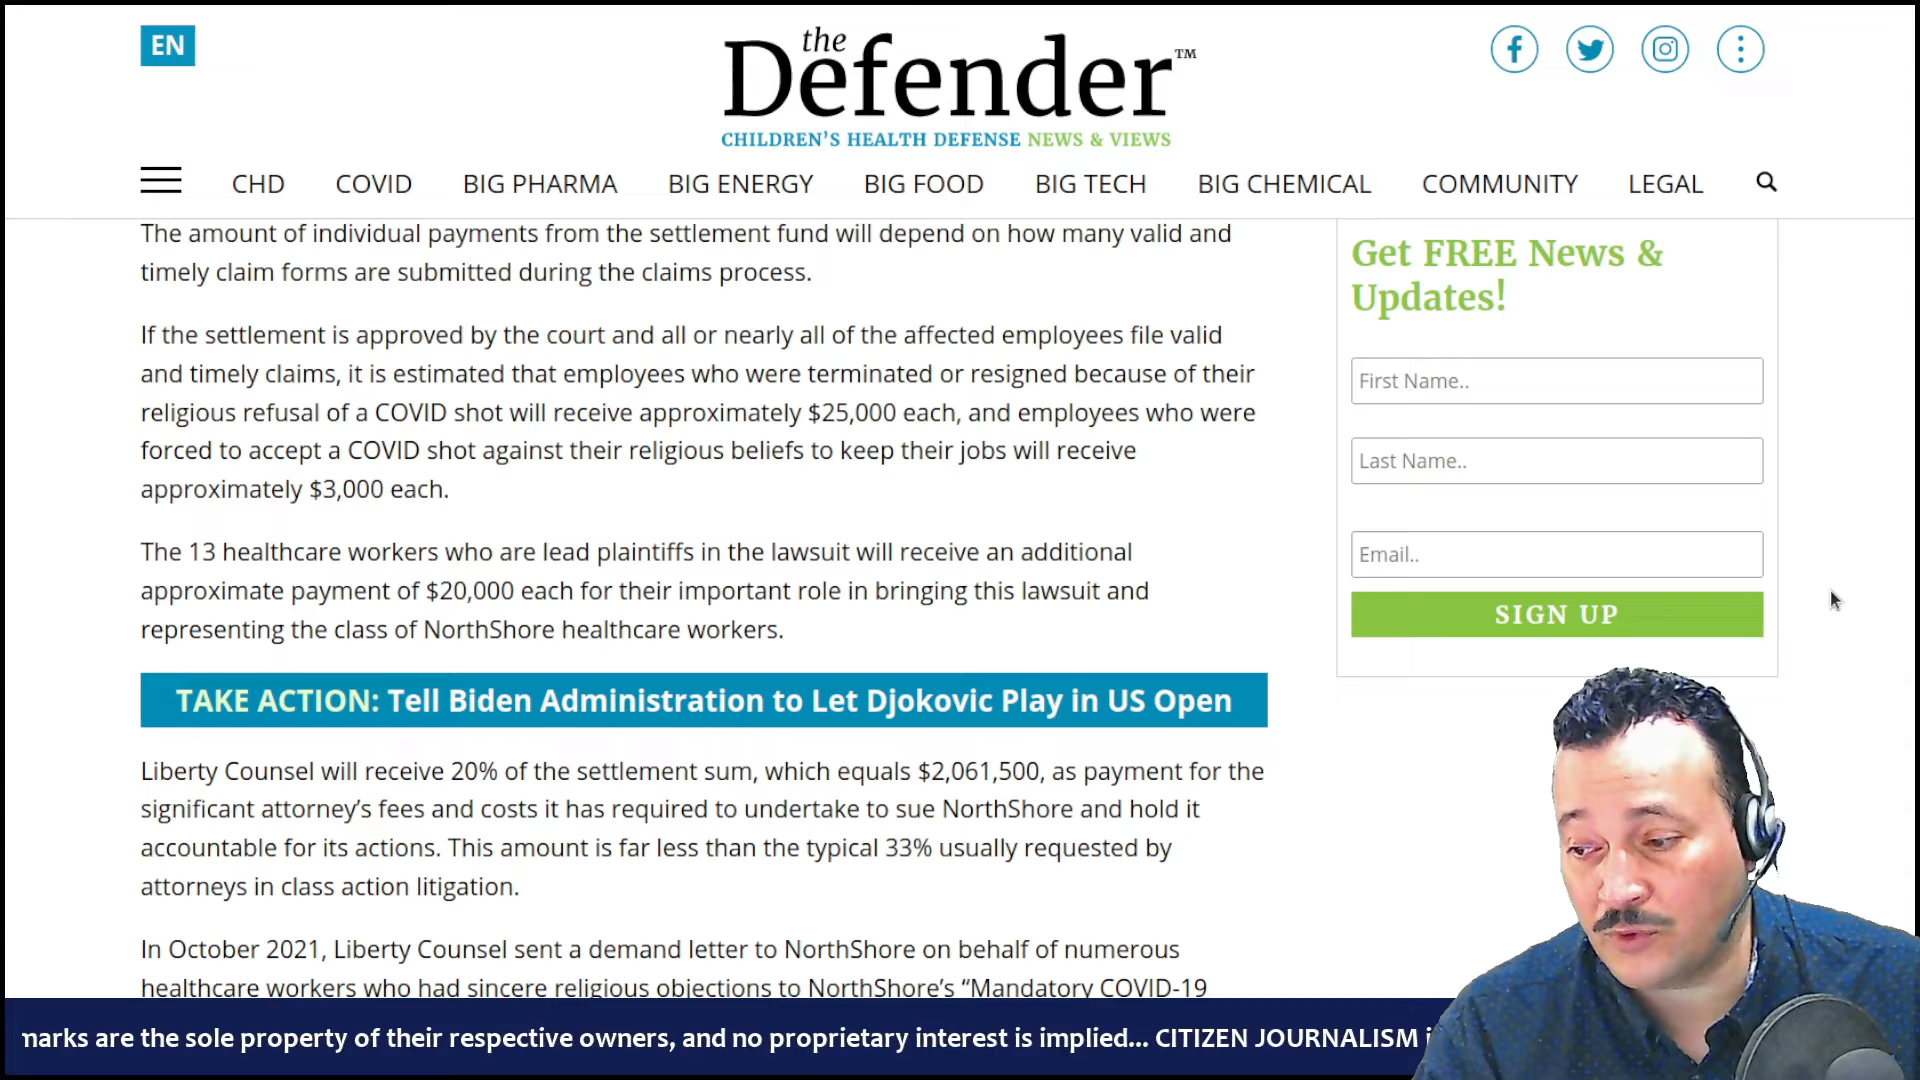 EN
the
Defender™
CHILDREN'S HEALTH DEFENSE NEWS & VIEWS
CHD COVID BIG PHARMA BIG ENERGY BIG FOOD BIG TECH BIG CHEMICAL COMMUNITY LEGAL
The amount of individual payments from the settlement fund will depend on how many valid and
timely claim forms are submitted during the claims process.
If the settlement is approved by the court and all or nearly all of the affected employees file valid
and timely claims, it is estimated that employees who were terminated or resigned because of their
religious refusal of a COVID shot will receive approximately $25,000 each, and employees who were
forced to accept a COVID shot against their religious beliefs to keep their jobs will receive
approximately $3,000 each.
The 13 healthcare workers who are lead plaintiffs in the lawsuit will receive an additional
approximate payment of $20,000 each for their important role in bringing this lawsuit and
representing the class of NorthShore healthcare workers.
TAKE ACTION: Tell Biden Administration to Let Djokovic Play in US Open
Liberty Counsel will receive 20% of the settlement sum, which equals $2,061,500, as payment for the
significant attorney’s fees and costs it has required to undertake to sue NorthShore and hold it
accountable for its actions. This amount is far less than the typical 33% usually requested by
attorneys in class action litigation.
In October 2021, Liberty Counsel sent a demand letter to NorthShore on behalf of numerous
healthcare workers who had sincere religious objections to NorthShore’s “Mandatory COVID-19
Get FREE News &
Updates!
First Name..
Last Name..
Email..
SIGN UP
marks are the sole property of their respective owners, and no proprietary interest is implied... CITIZEN JOURNALISM